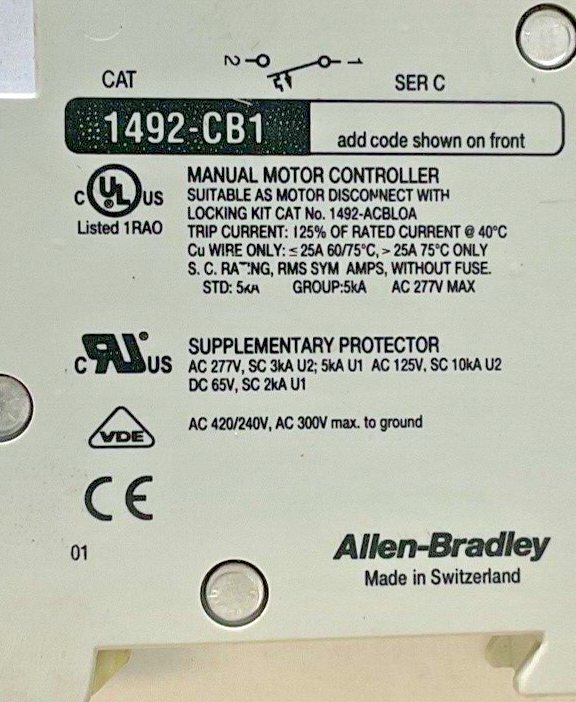 2 1
CAT SER C
1492-CB1 add code shown on front
MANUAL MOTOR CONTROLLER
C UL US SUITABLE AS MOTOR DISCONNECT WITH
LOCKING KIT CAT No. 1492-ACBLOA
Listed 1RAO TRIP CURRENT: 125% OF RATED CURRENT @ 40°C
Cu WIRE ONLY: ≤ 25A 60/75°C, > 25A 75°C ONLY
S. C. RATING, RMS SYM AMPS, WITHOUT FUSE.
STD: 5kA GROUP:5kA AC 277V MAX
SUPPLEMENTARY PROTECTOR
C RU US AC 277V, SC 3kA U2; 5kA U1 AC 125V, SC 10kA U2
DC 65V, SC 2kA U1
VDE AC 420/240V, AC 300V max. to ground
CE
01
Allen-Bradley
Made in Switzerland